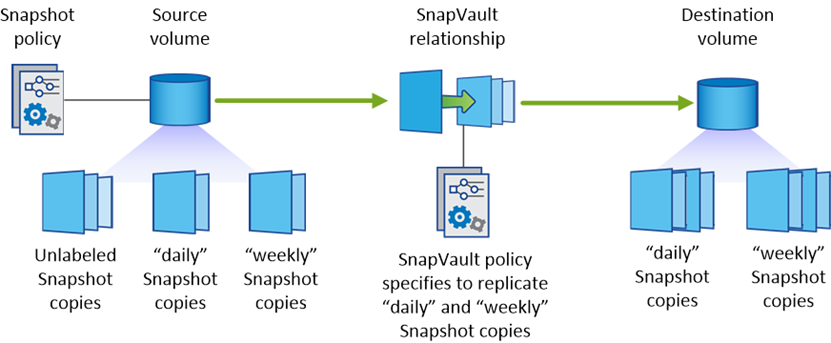 Snapshot
policy
Source
volume
SnapVault
relationship
Destination
volume
Unlabeled
Snapshot
copies
“daily”
Snapshot
copies
“weekly”
Snapshot
copies
SnapVault policy
specifies to replicate
“daily” and “weekly”
Snapshot copies
“daily”
Snapshot
copies
“weekly”
Snapshot
copies